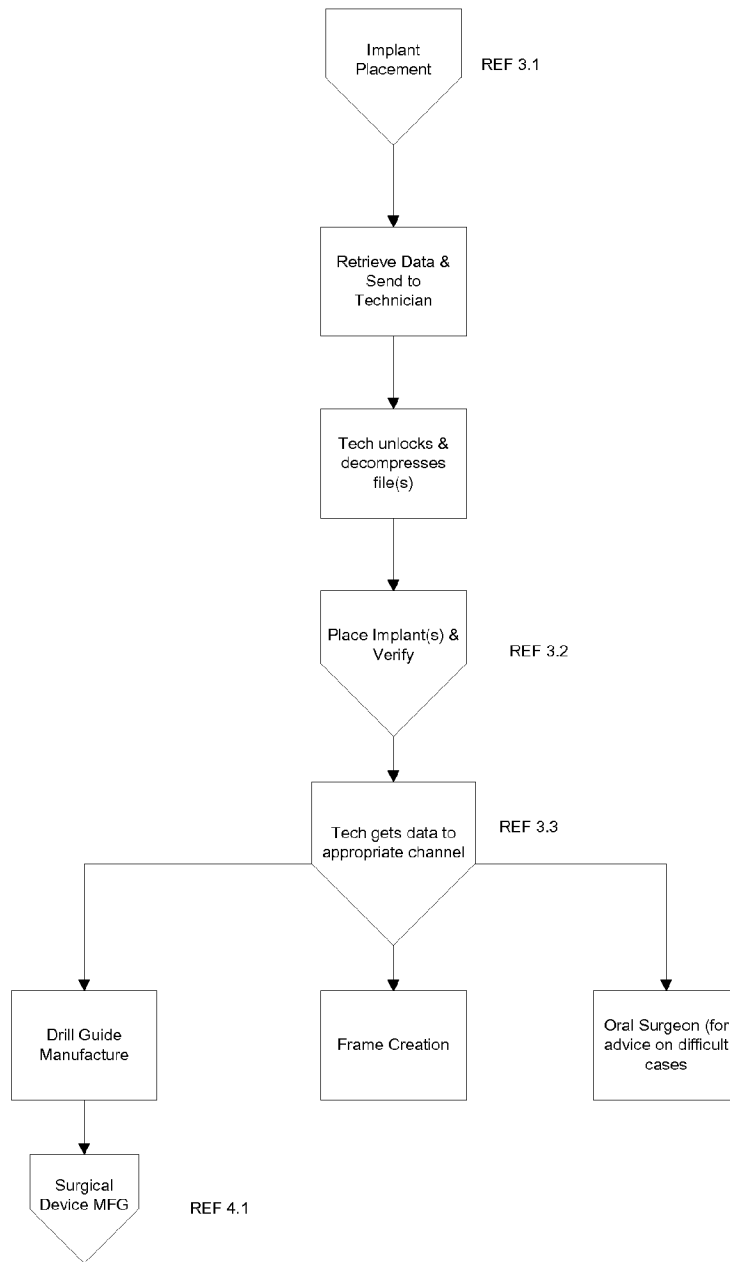 Implant
Placement
REF 3.1
Retrieve Data &
Send to
Technician
Tech unlocks &
decompresses
file(s)
Place Implant(s) &
Verify
REF 3.2
Tech gets data to
appropriate channel
REF 3.3
Drill Guide
Manufacture
Frame Creation
Oral Surgeon (for
advice on difficult
cases
Surgical
Device MFG
REF 4.1